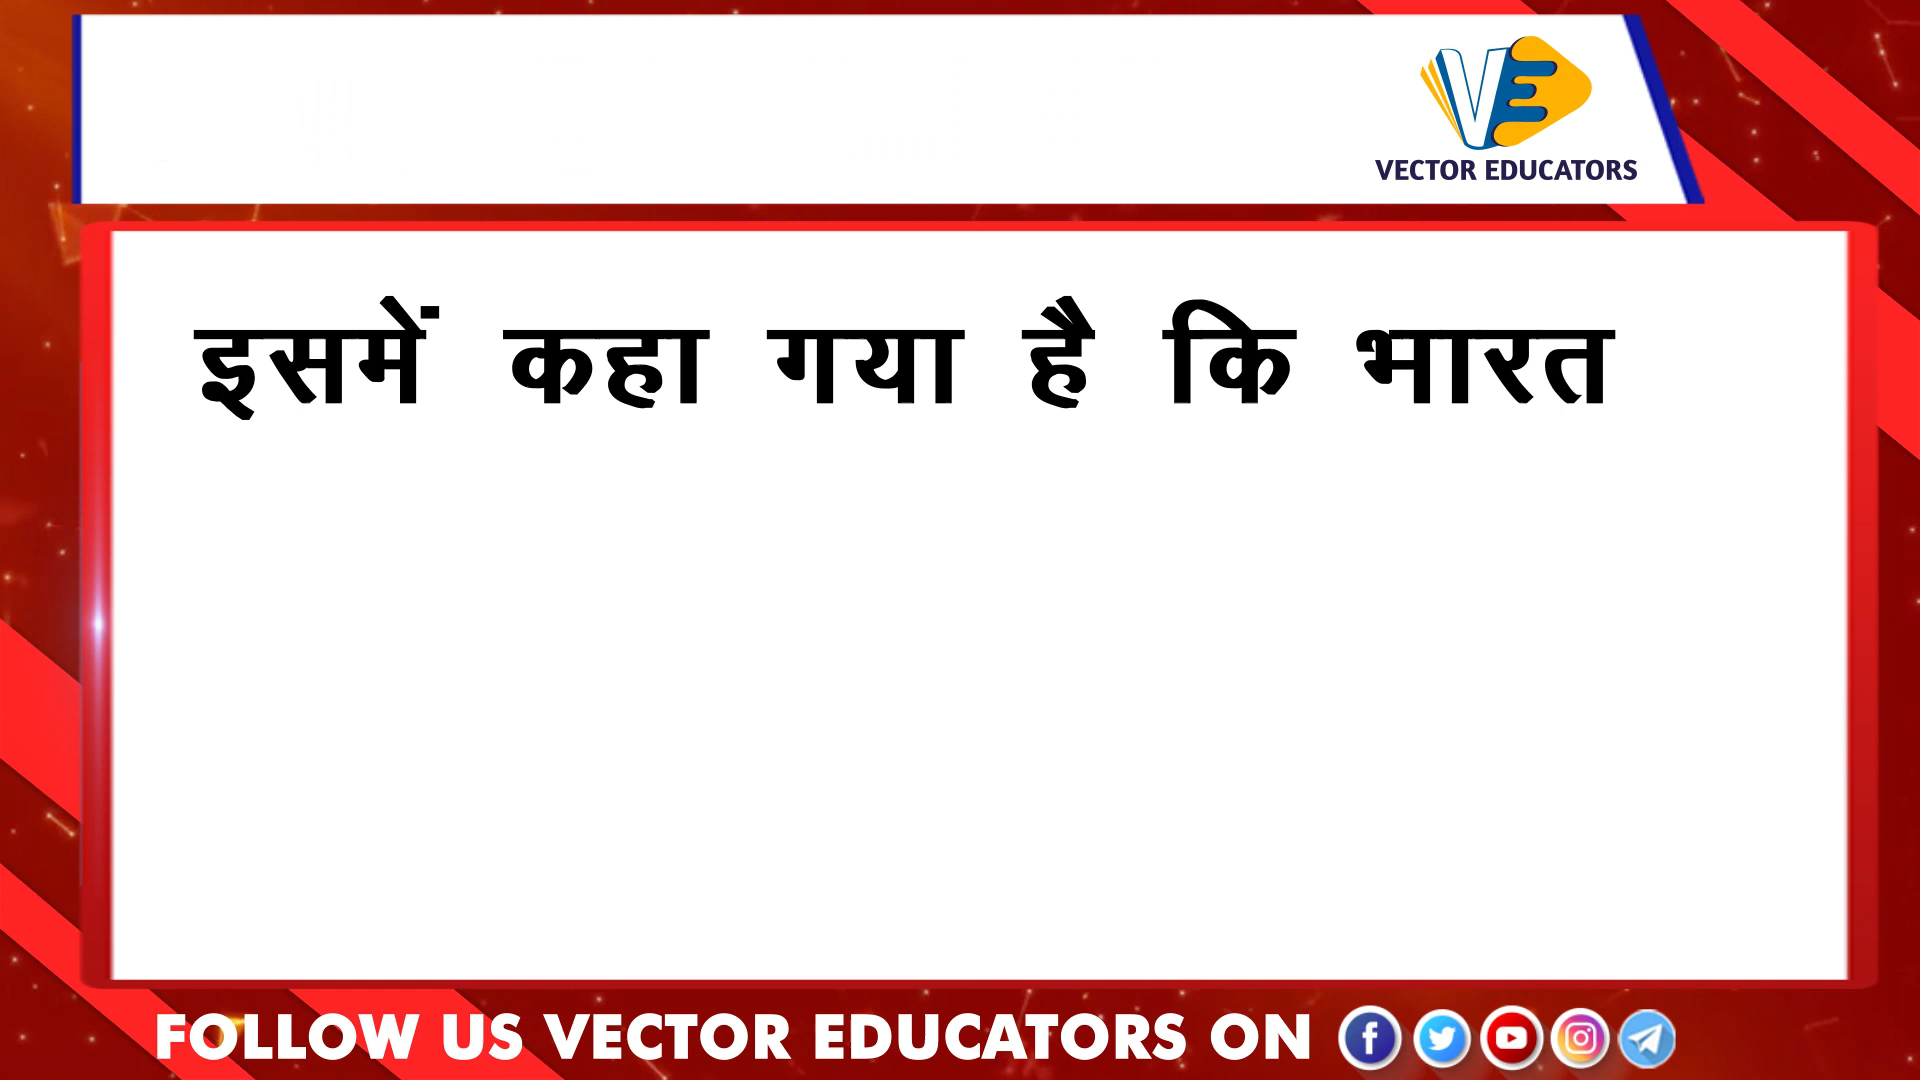 VECTOR EDUCATORS
इसमें कहा गया है कि भारत
FOLLOW US VECTOR EDUCATORS ON